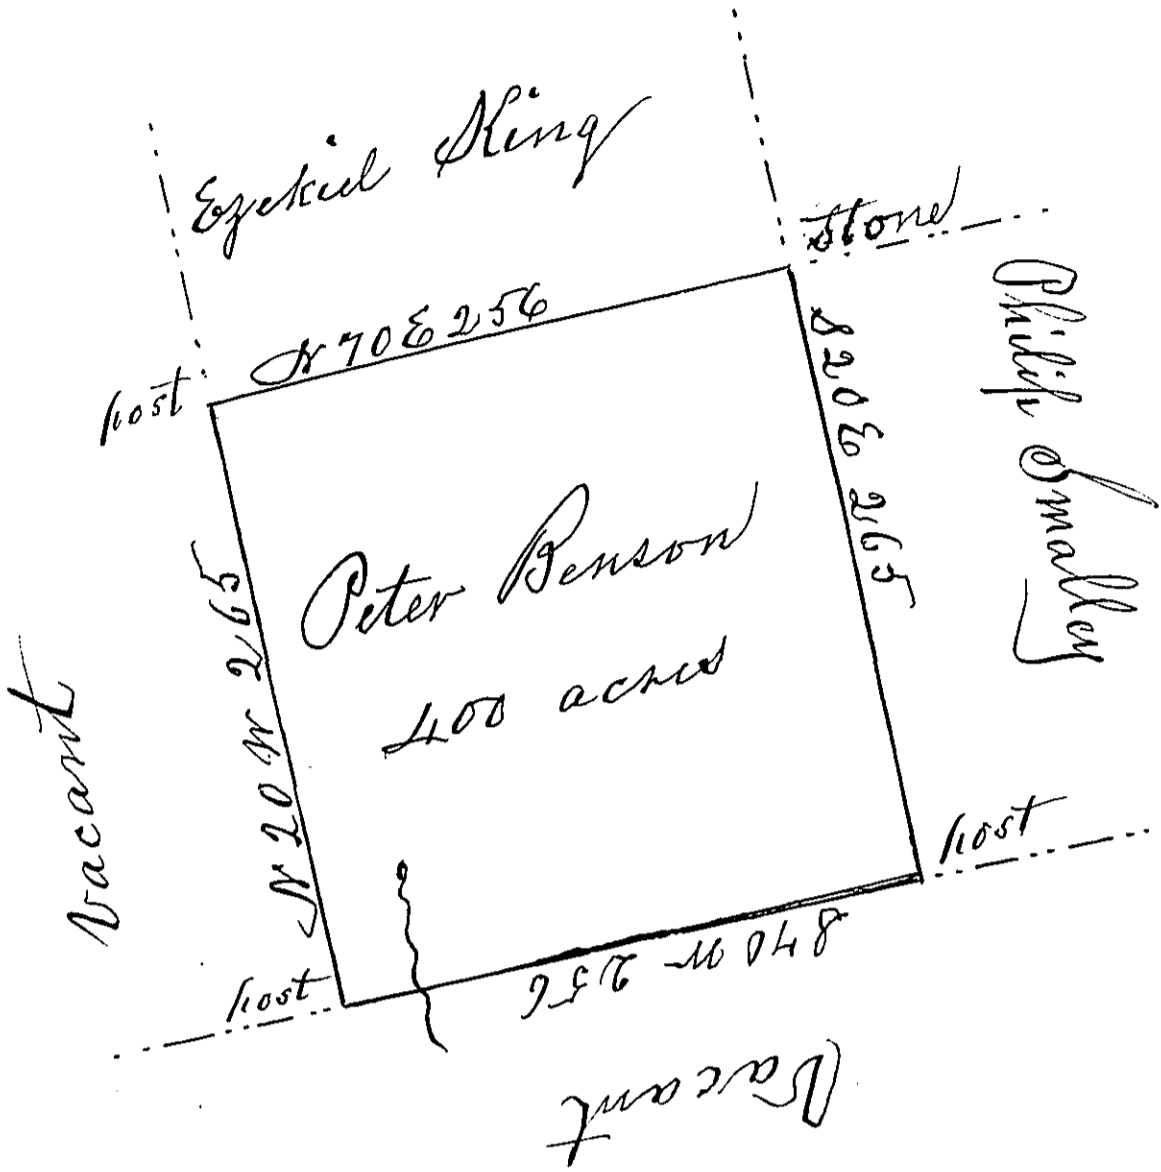 Ezekiel King
stone
N 70 E 256
post
S 20 E 265
Philip Smalley
Peter Benson
400 acres
N 20 W 265
Vacant
post
S 70 W 256
post
Vacant